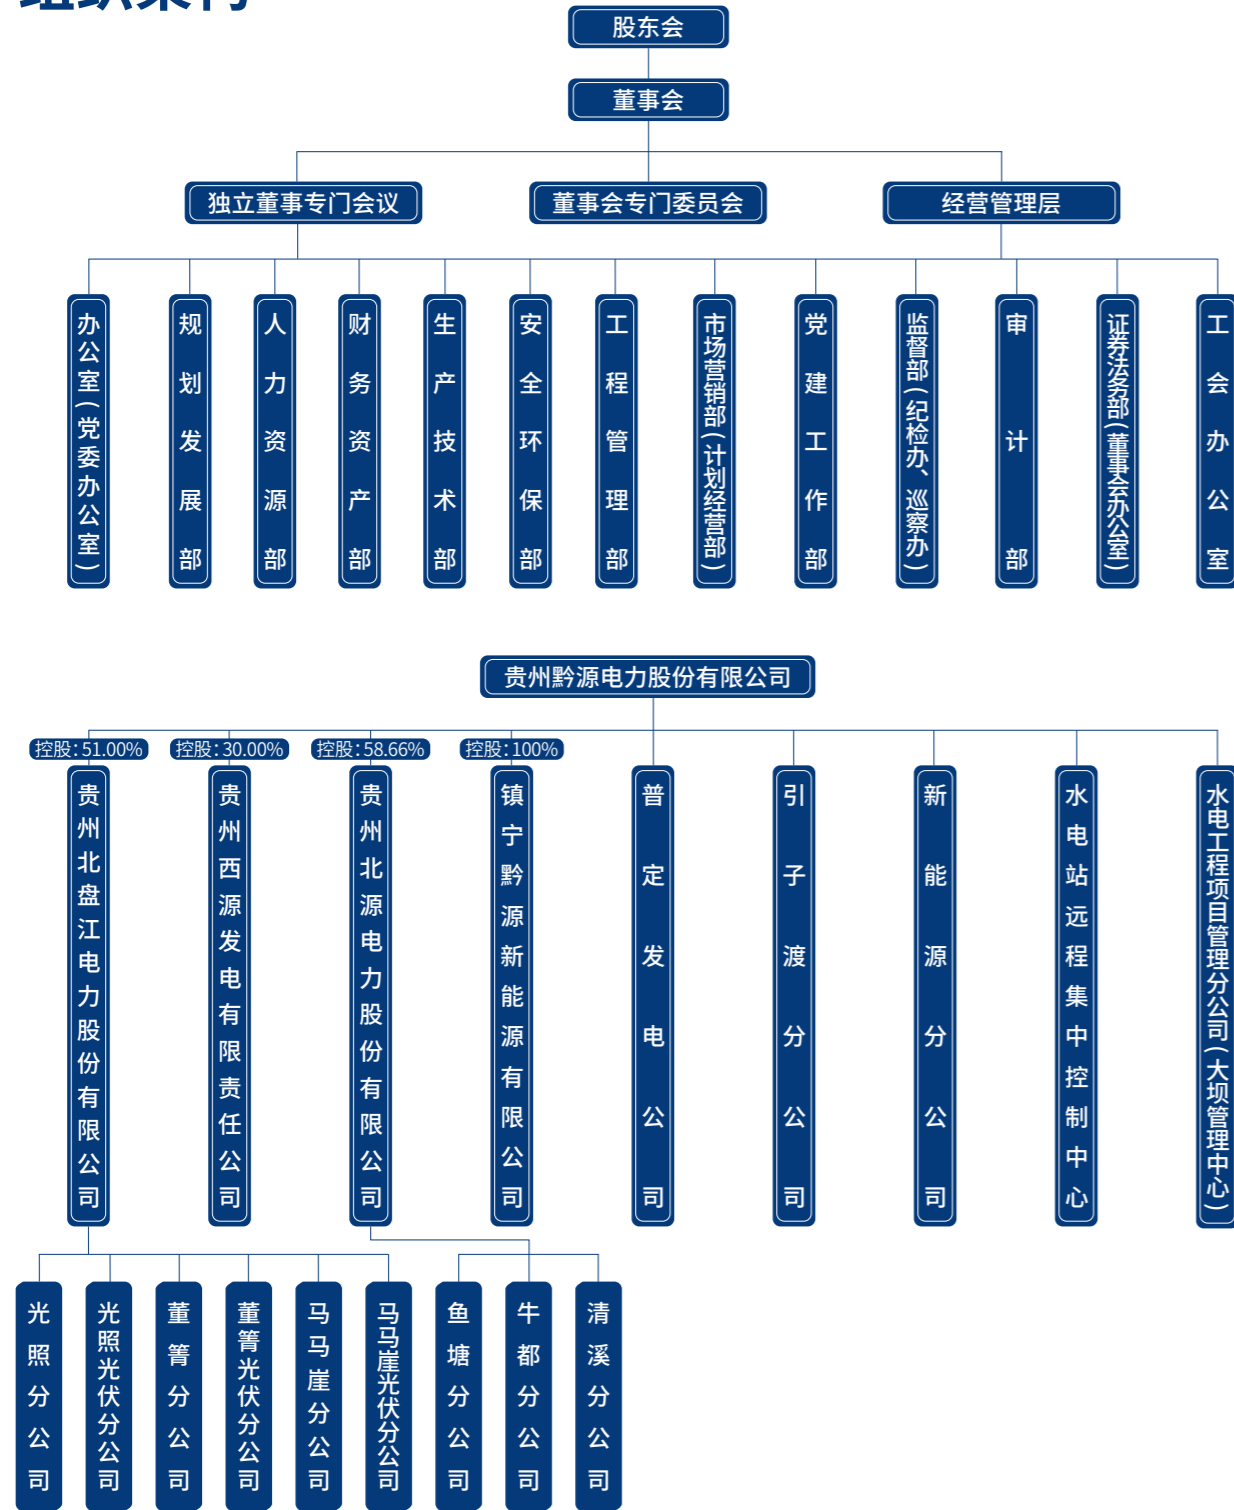 组织架构
股东会
董事会
独立董事专门会议
董事会专门委员会
经营管理层
办公室(党委办公室)
规划发展部
人力资源部
财务资产部
生产技术部
安全环保部
工程管理部
市场营销部(计划经营部)
党建工作部
监督部(纪检办、巡察办)
审计部
证券法务部(董事会办公室)
工会办公室
贵州黔源电力股份有限公司
控股:51.00%
控股:30.00%
控股:58.66%
控股:100%
贵州北盘江电力股份有限公司
贵州西源发电有限责任公司
贵州北源电力股份有限公司
镇宁黔源新能源有限公司
普定发电公司
引子渡分公司
新能源分公司
水电站远程集中控制中心
水电工程项目管理分公司(大坝管理中心)
光照分公司
光照光伏分公司
董箐分公司
董箐光伏分公司
马马崖分公司
马马崖光伏分公司
鱼塘分公司
牛都分公司
清溪分公司